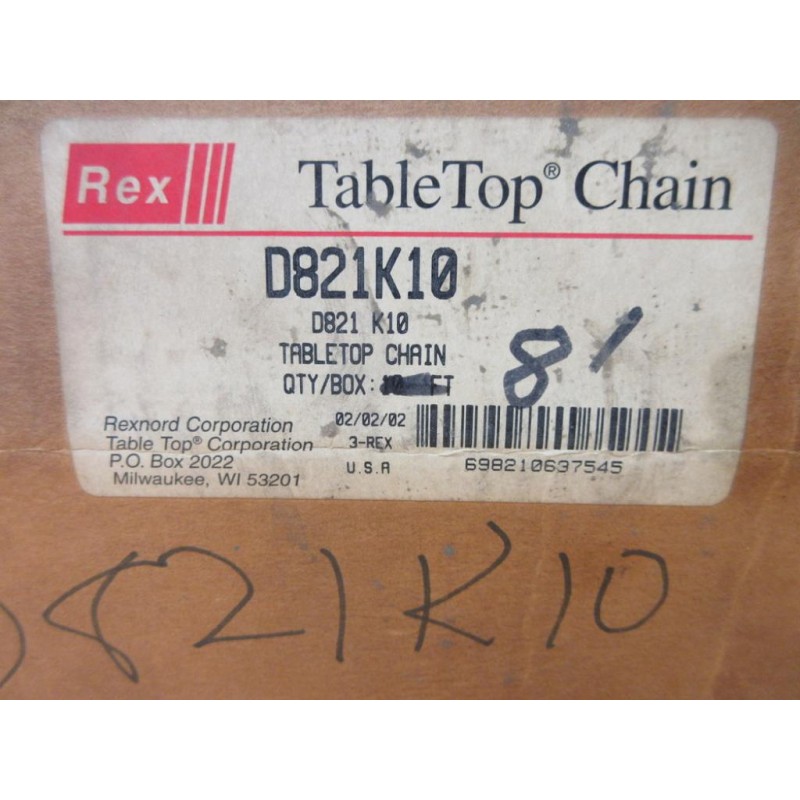 Rex
TableTop® Chain
D821K10
D821 K10
TABLETOP CHAIN
QTY/BOX: 10 FT
8'
Rexnord Corporation
Table Top® Corporation
P.O. Box 2022
Milwaukee, WI 53201
02/02/02
3-REX
U.S.A
698210637545
D821K10